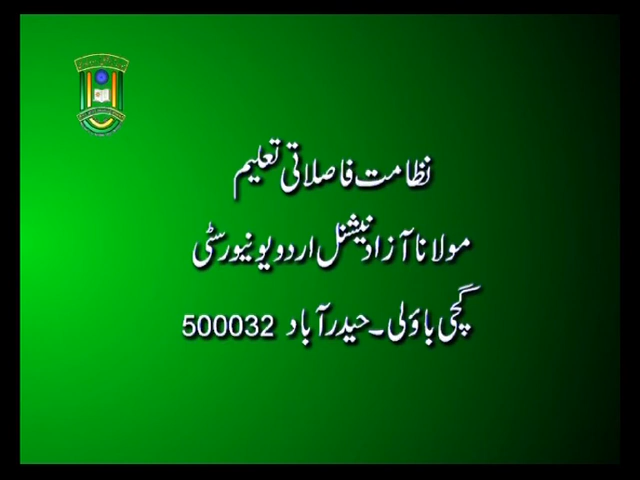 نظامت فاصلاتی تعلیم
مولانا آزاد نیشنل اردو یونیورسٹی
گچی باؤلی۔ حیدرآباد 500032